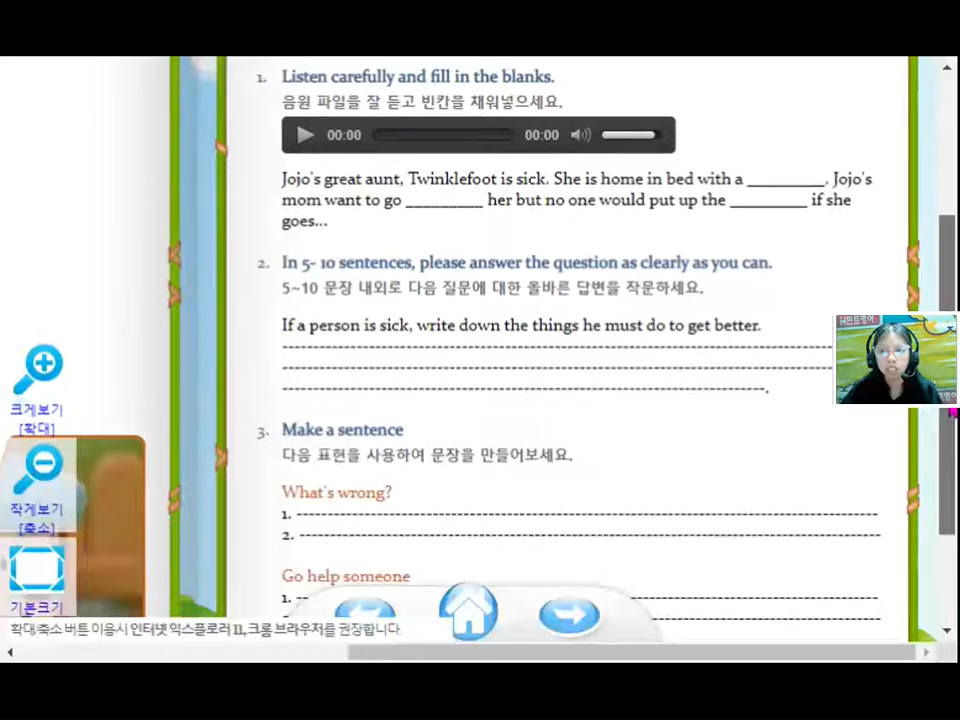 1. Listen carefully and fill in the blanks.
음원 파일을 잘 듣고 빈칸을 채워넣으세요.
00:00 00:00
Jojo's great aunt, Twinklefoot is sick. She is home in bed with a ________. Jojo's
mom want to go ________ her but no one would put up the ________ if she
goes...
2. In 5- 10 sentences, please answer the question as clearly as you can.
5~10 문장 내외로 다음 질문에 대한 올바른 답변을 작문하세요.
If a person is sick, write down the things he must do to get better.
3. Make a sentence
다음 표현을 사용하여 문장을 만들어보세요.
What's wrong?
1.
2.
Go help someone
1.
크게보기
[확대]
작게보기
[축소]
기본크기
확대/축소 버튼 이용시 인터넷 익스플로러 11, 크롬 브라우저를 권장합니다.
민트영어